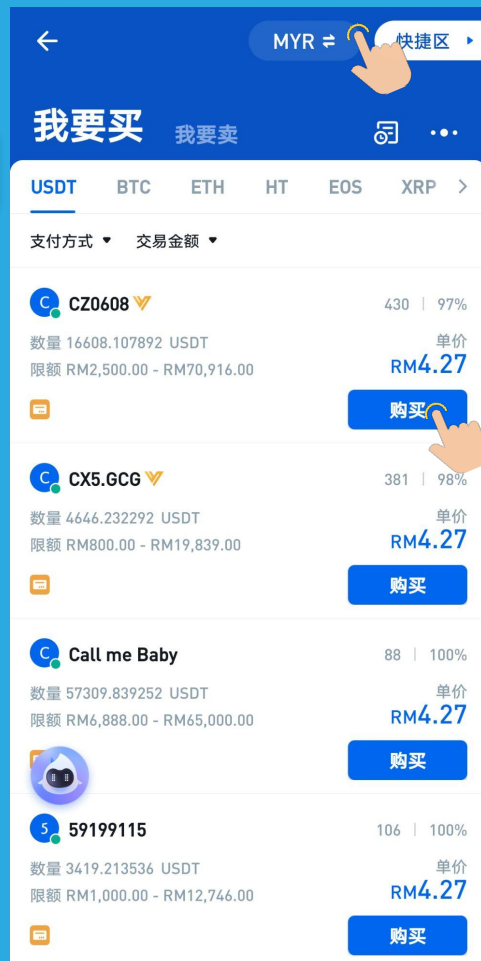 MYR ⇌ 快捷区
我要买 我要卖
USDT BTC ETH HT EOS XRP
支付方式 交易金额
C CZ0608 430 | 97%
数量 16608.107892 USDT 单价
限额 RM2,500.00 - RM70,916.00 RM4.27
购买
C CX5.GCG 381 | 98%
数量 4646.232292 USDT 单价
限额 RM800.00 - RM19,839.00 RM4.27
购买
C Call me Baby 88 | 100%
数量 57309.839252 USDT 单价
限额 RM6,888.00 - RM65,000.00 RM4.27
购买
5 59199115 106 | 100%
数量 3419.213536 USDT 单价
限额 RM1,000.00 - RM12,746.00 RM4.27
购买